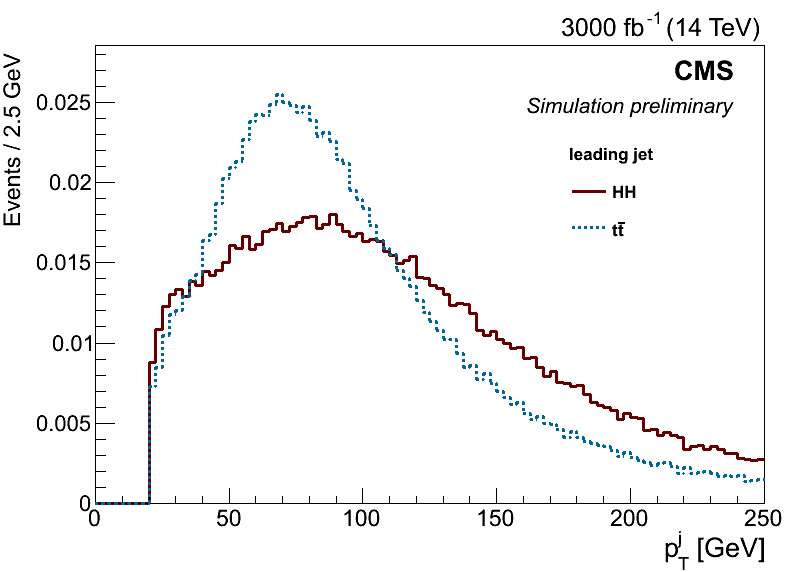 3000 fb⁻¹ (14 TeV)
CMS
Simulation preliminary
leading jet
HH
tt̄
Events / 2.5 GeV
0.025
0.02
0.015
0.01
0.005
0
0 50 100 150 200 250
p_T^j [GeV]